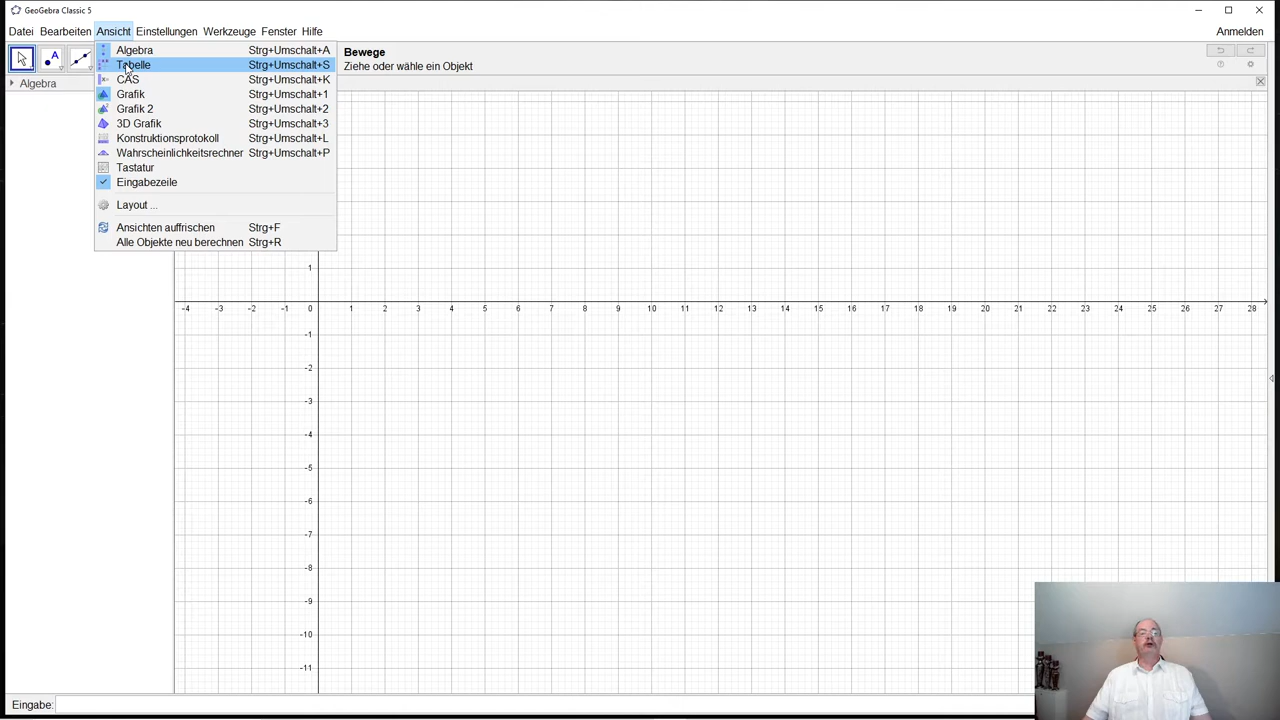 GeoGebra Classic 5
Datei Bearbeiten Ansicht Einstellungen Werkzeuge Fenster Hilfe Anmelden
Algebra Strg+Umschalt+A
Tabelle Strg+Umschalt+S
CAS Strg+Umschalt+K
Grafik Strg+Umschalt+1
Grafik 2 Strg+Umschalt+2
3D Grafik Strg+Umschalt+3
Konstruktionsprotokoll Strg+Umschalt+L
Wahrscheinlichkeitsrechner Strg+Umschalt+P
Tastatur
Eingabezeile
Layout ...
Ansichten auffrischen Strg+F
Alle Objekte neu berechnen Strg+R
Bewege
Ziehe oder wähle ein Objekt
Algebra
1
-4 -3 -2 -1 0 1 2 3 4 5 6 7 8 9 10 11 12 13 14 15 16 17 18 19 20 21 22 23 24 25 26 27 28
-1
-2
-3
-4
-5
-6
-7
-8
-9
-10
-11
Eingabe: